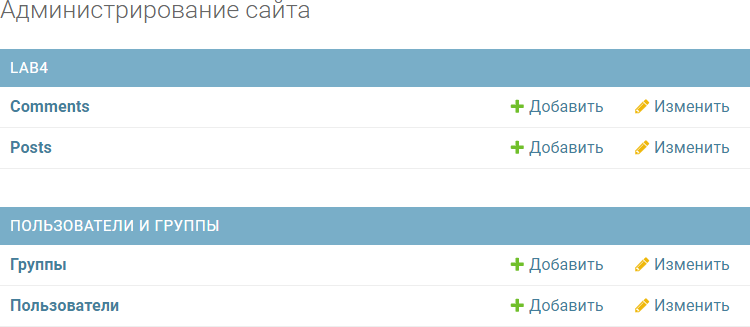 Администрирование сайта
LAB4
Comments Добавить Изменить
Posts Добавить Изменить
ПОЛЬЗОВАТЕЛИ И ГРУППЫ
Группы Добавить Изменить
Пользователи Добавить Изменить